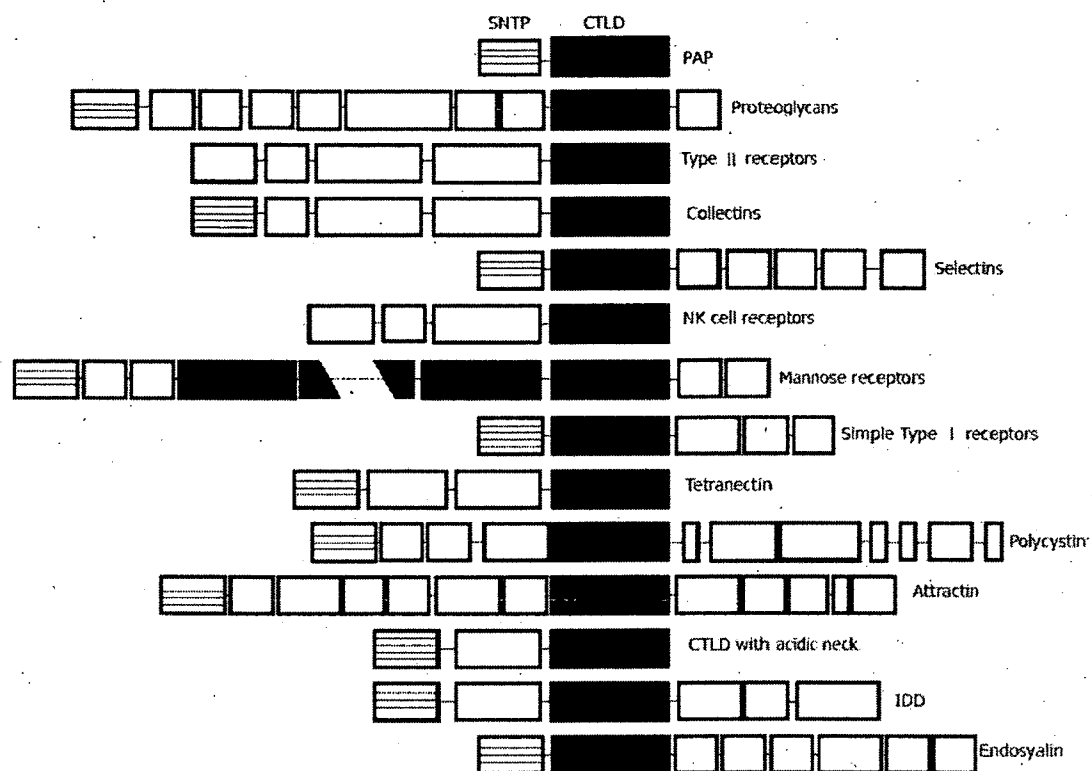 SNTP CTLD
PAP
Proteoglycans
Type II receptors
Collectins
Selectins
NK cell receptors
Mannose receptors
Simple Type I receptors
Tetranectin
Polycystin
Attractin
CTLD with acidic neck
IDD
Endosyalin